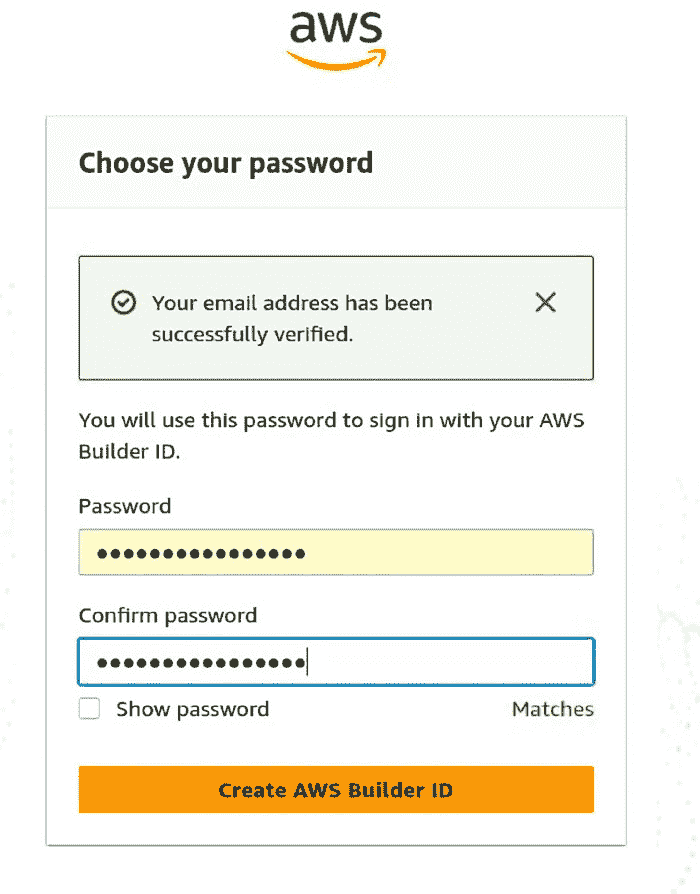 aws
Choose your password
Your email address has been
successfully verified.
You will use this password to sign in with your AWS
Builder ID.
Password
••••••••••••••••
Confirm password
••••••••••••••••
Show password
Matches
Create AWS Builder ID